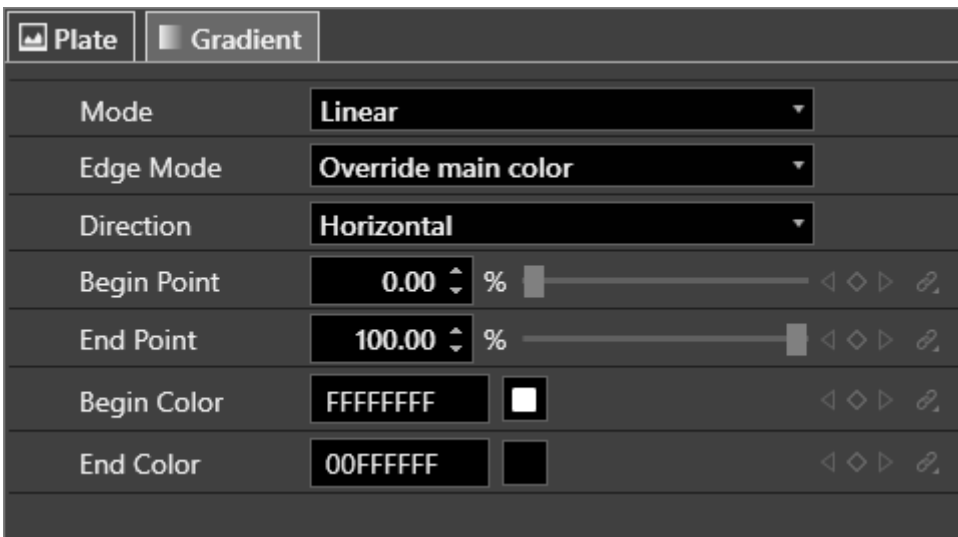 Plate Gradient
Mode Linear
Edge Mode Override main color
Direction Horizontal
Begin Point 0.00 %
End Point 100.00 %
Begin Color FFFFFFFF
End Color 00FFFFFF